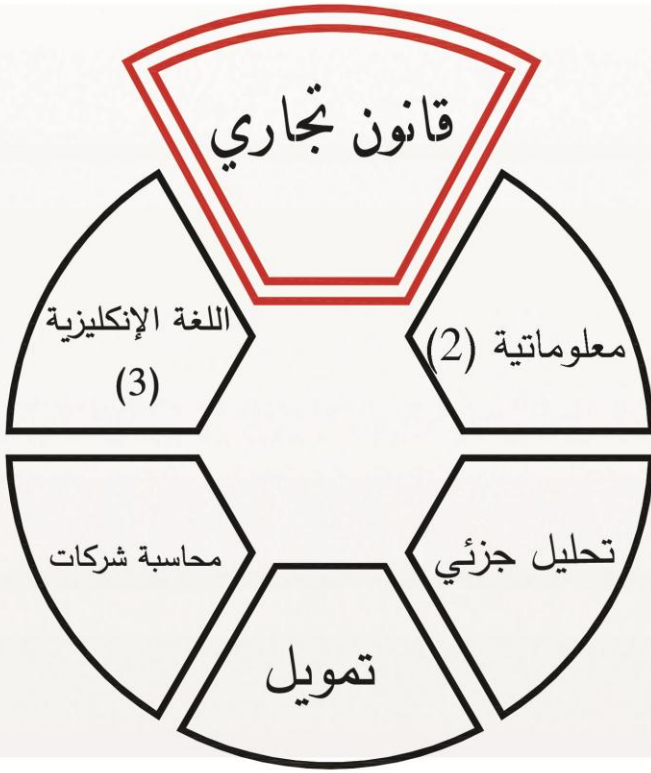 قانون تجاري
معلوماتية (2)
تحليل جزئي
تمويل
محاسبة شركات
اللغة الإنكليزية
(3)